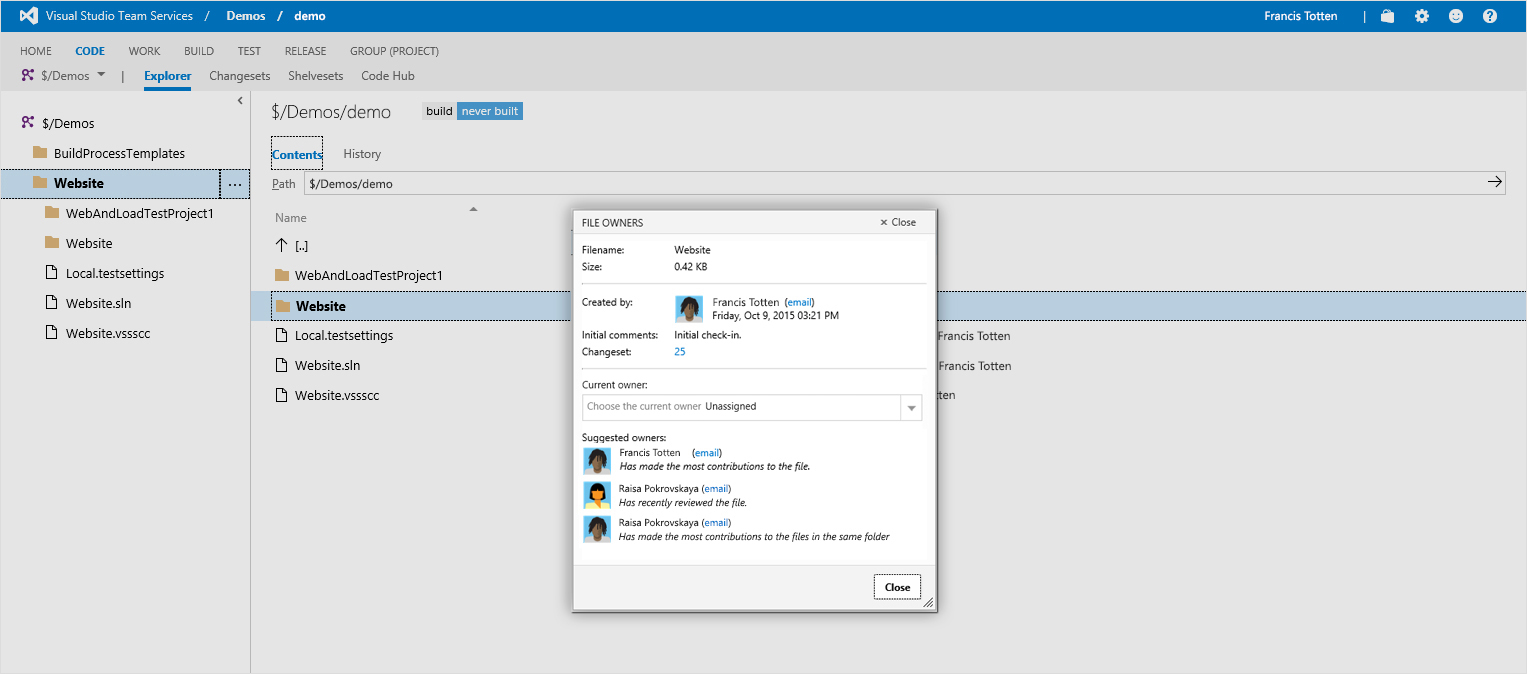 Visual Studio Team Services / Demos / demo Francis Totten |
HOME CODE WORK BUILD TEST RELEASE GROUP (PROJECT)
$/Demos | Explorer Changesets Shelvesets Code Hub
$/Demos
BuildProcessTemplates
Website ...
WebAndLoadTestProject1
Website
Local.testsettings
Website.sln
Website.vssscc
$/Demos/demo build never built
Contents History
Path $/Demos/demo
Name
[..]
WebAndLoadTestProject1
Website
Local.testsettings
Francis Totten
Website.sln
Francis Totten
Website.vssscc
tten
FILE OWNERS × Close
Filename: Website
Size: 0.42 KB
Created by: Francis Totten (email)
Friday, Oct 9, 2015 03:21 PM
Initial comments: Initial check-in.
Changeset: 25
Current owner:
Choose the current owner Unassigned
Suggested owners:
Francis Totten (email)
Has made the most contributions to the file.
Raisa Pokrovskaya (email)
Has recently reviewed the file.
Raisa Pokrovskaya (email)
Has made the most contributions to the files in the same folder
Close